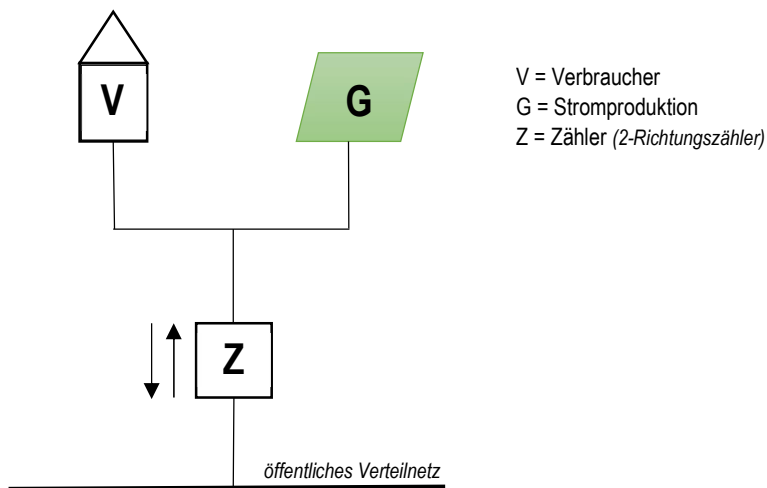 V
G
V = Verbraucher
G = Stromproduktion
Z = Zähler (2-Richtungszähler)
Z
öffentliches Verteilnetz